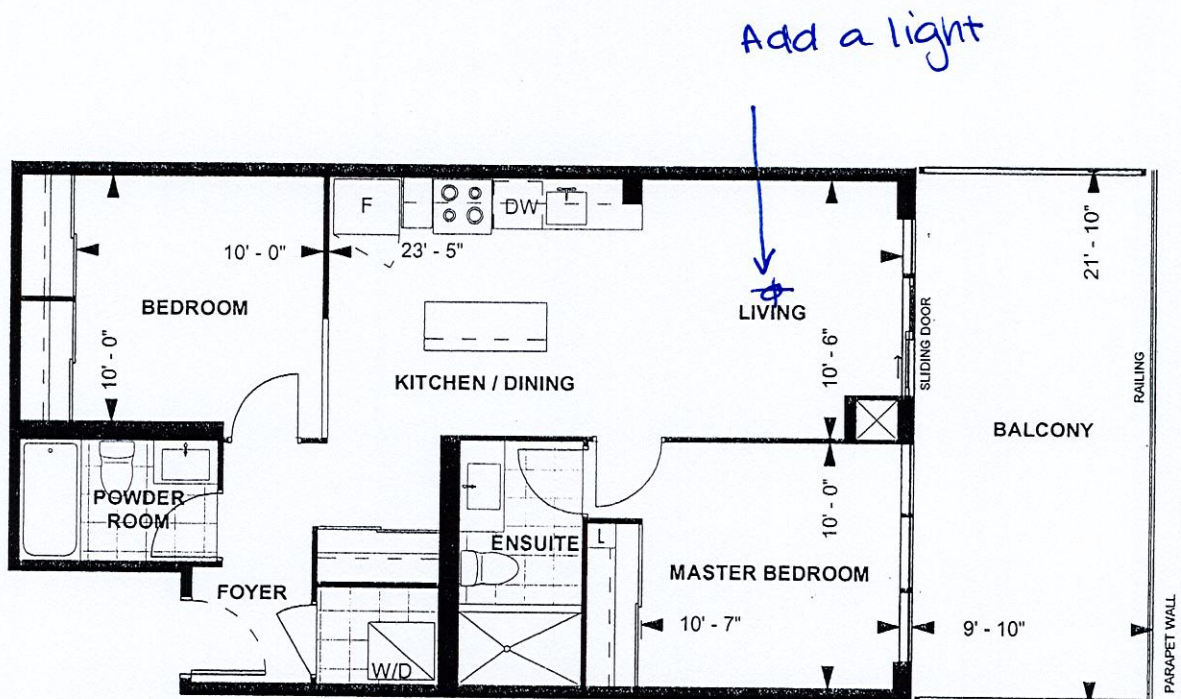 Add a light
F
DW
10' - 0"
23' - 5"
21' - 10"
BEDROOM
LIVING
10' - 0"
10' - 6"
SLIDING DOOR
RAILING
KITCHEN / DINING
BALCONY
POWDER
ROOM
10' - 0"
ENSUITE
L
FOYER
MASTER BEDROOM
10' - 7"
9' - 10"
W/D
PARAPET WALL